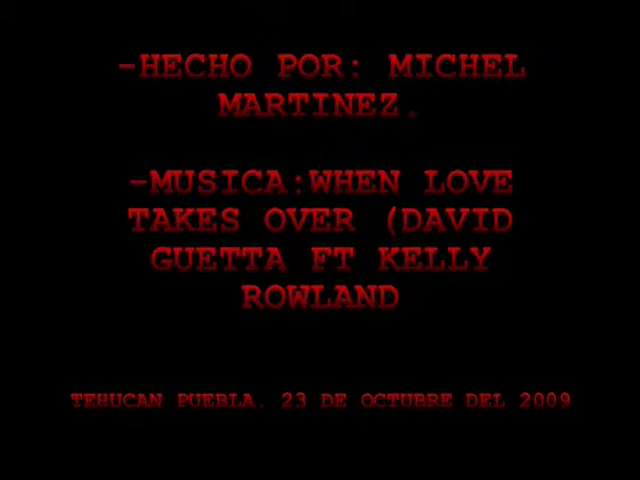 -HECHO POR: MICHEL
MARTINEZ.
-MUSICA:WHEN LOVE
TAKES OVER (DAVID
GUETTA FT KELLY
ROWLAND
TEHUCAN PUEBLA. 23 DE OCTUBRE DEL 2009